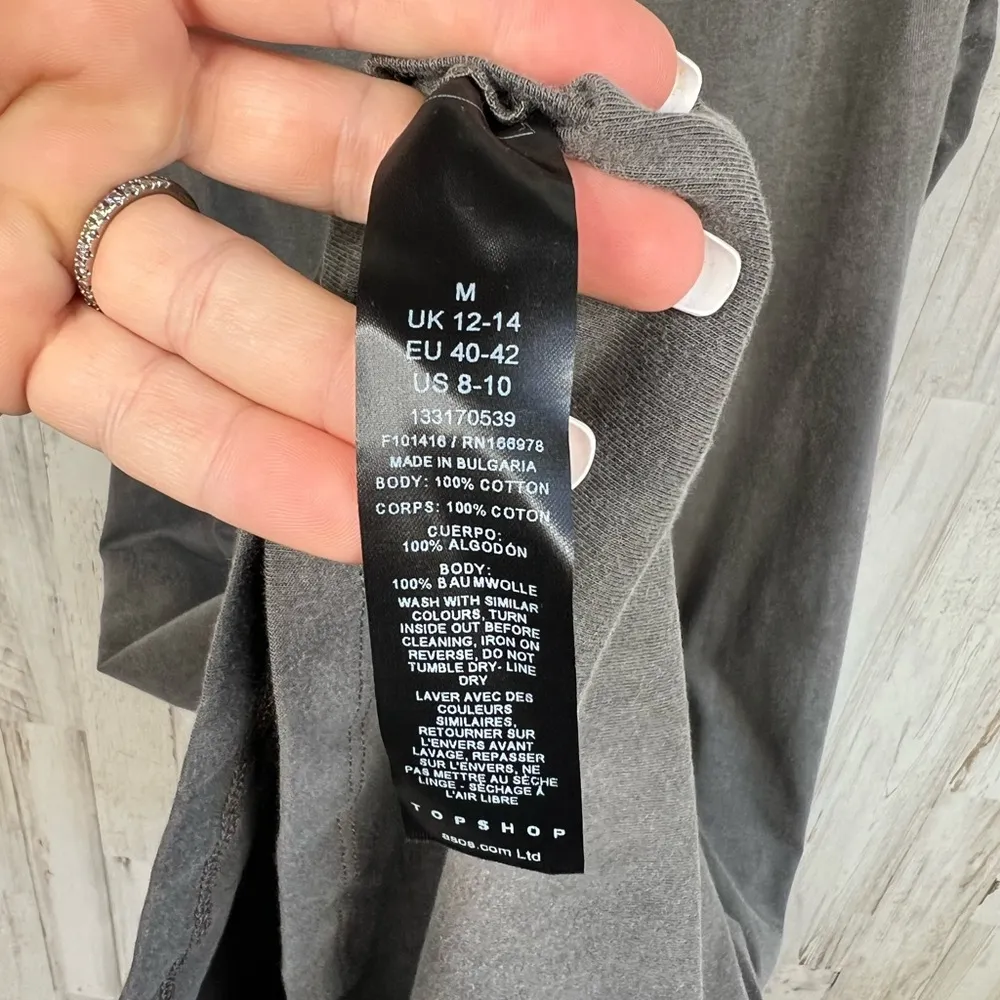 M
UK 12-14
EU 40-42
US 8-10
133170539
F101416 / RN166978
MADE IN BULGARIA
BODY: 100% COTTON
CORPS: 100% COTON
CUERPO:
100% ALGODÓN
BODY:
100% BAUMWOLLE
WASH WITH SIMILAR
COLOURS, TURN
INSIDE OUT BEFORE
CLEANING, IRON ON
REVERSE, DO NOT
TUMBLE DRY- LINE
DRY
LAVER AVEC DES
COULEURS
SIMILAIRES,
RETOURNER SUR
L'ENVERS AVANT
LAVAGE, REPASSER
SUR L'ENVERS, NE
PAS METTRE AU SÈCHE
LINGE - SÉCHAGE À
L'AIR LIBRE
TOPSHOP
asos.com Ltd